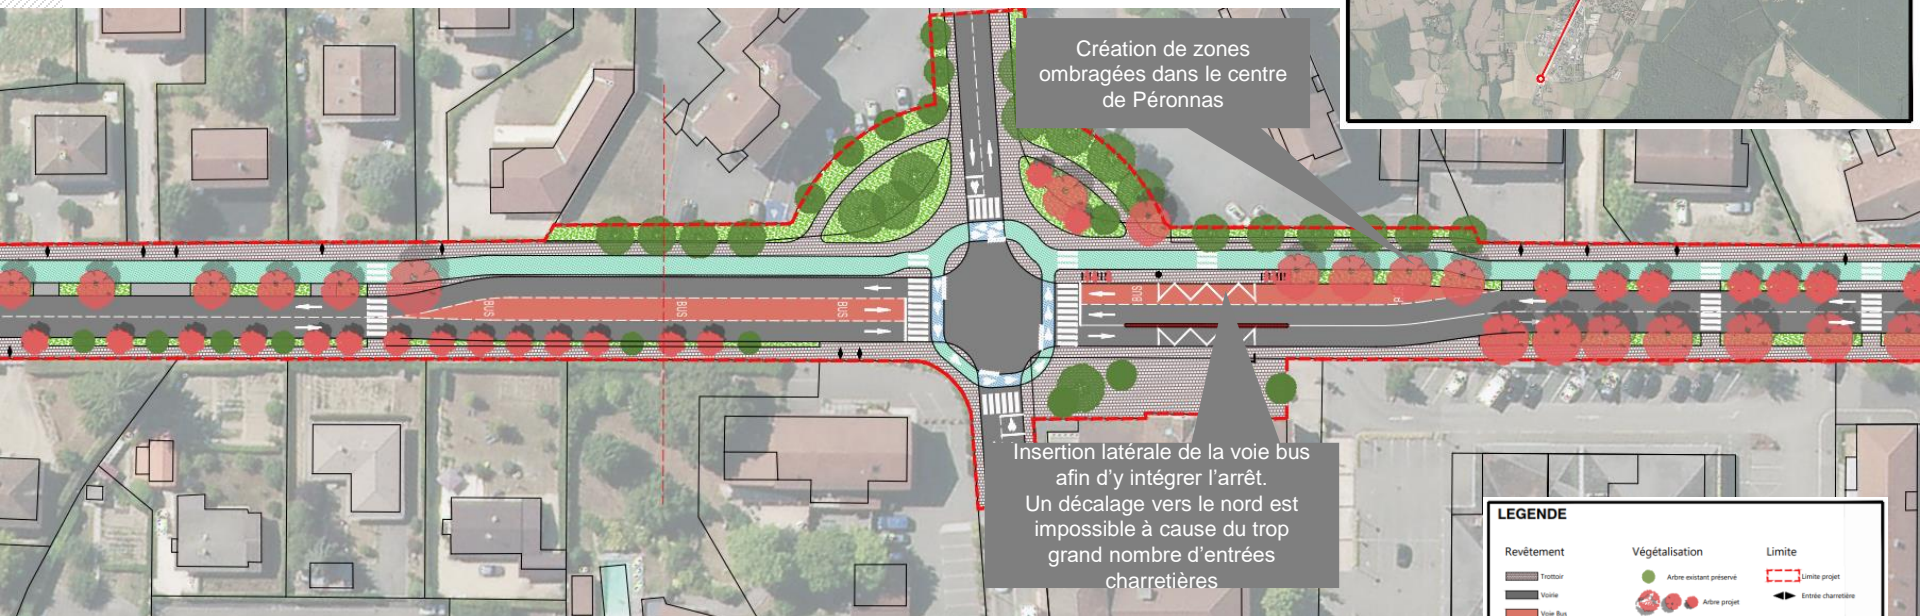 Création de zones
ombragées dans le centre
de Péronnas
BUS
BUS
BUS
BUS
Insertion latérale de la voie bus
afin d'y intégrer l'arrêt.
Un décalage vers le nord est
impossible à cause du trop
grand nombre d'entrées
charretières
LEGENDE
Revêtement
Trottoir
Voirie
Voie Bus
Végétalisation
Arbre existant préservé
Arbre projet
Limite
Limite projet
Entrée charretière